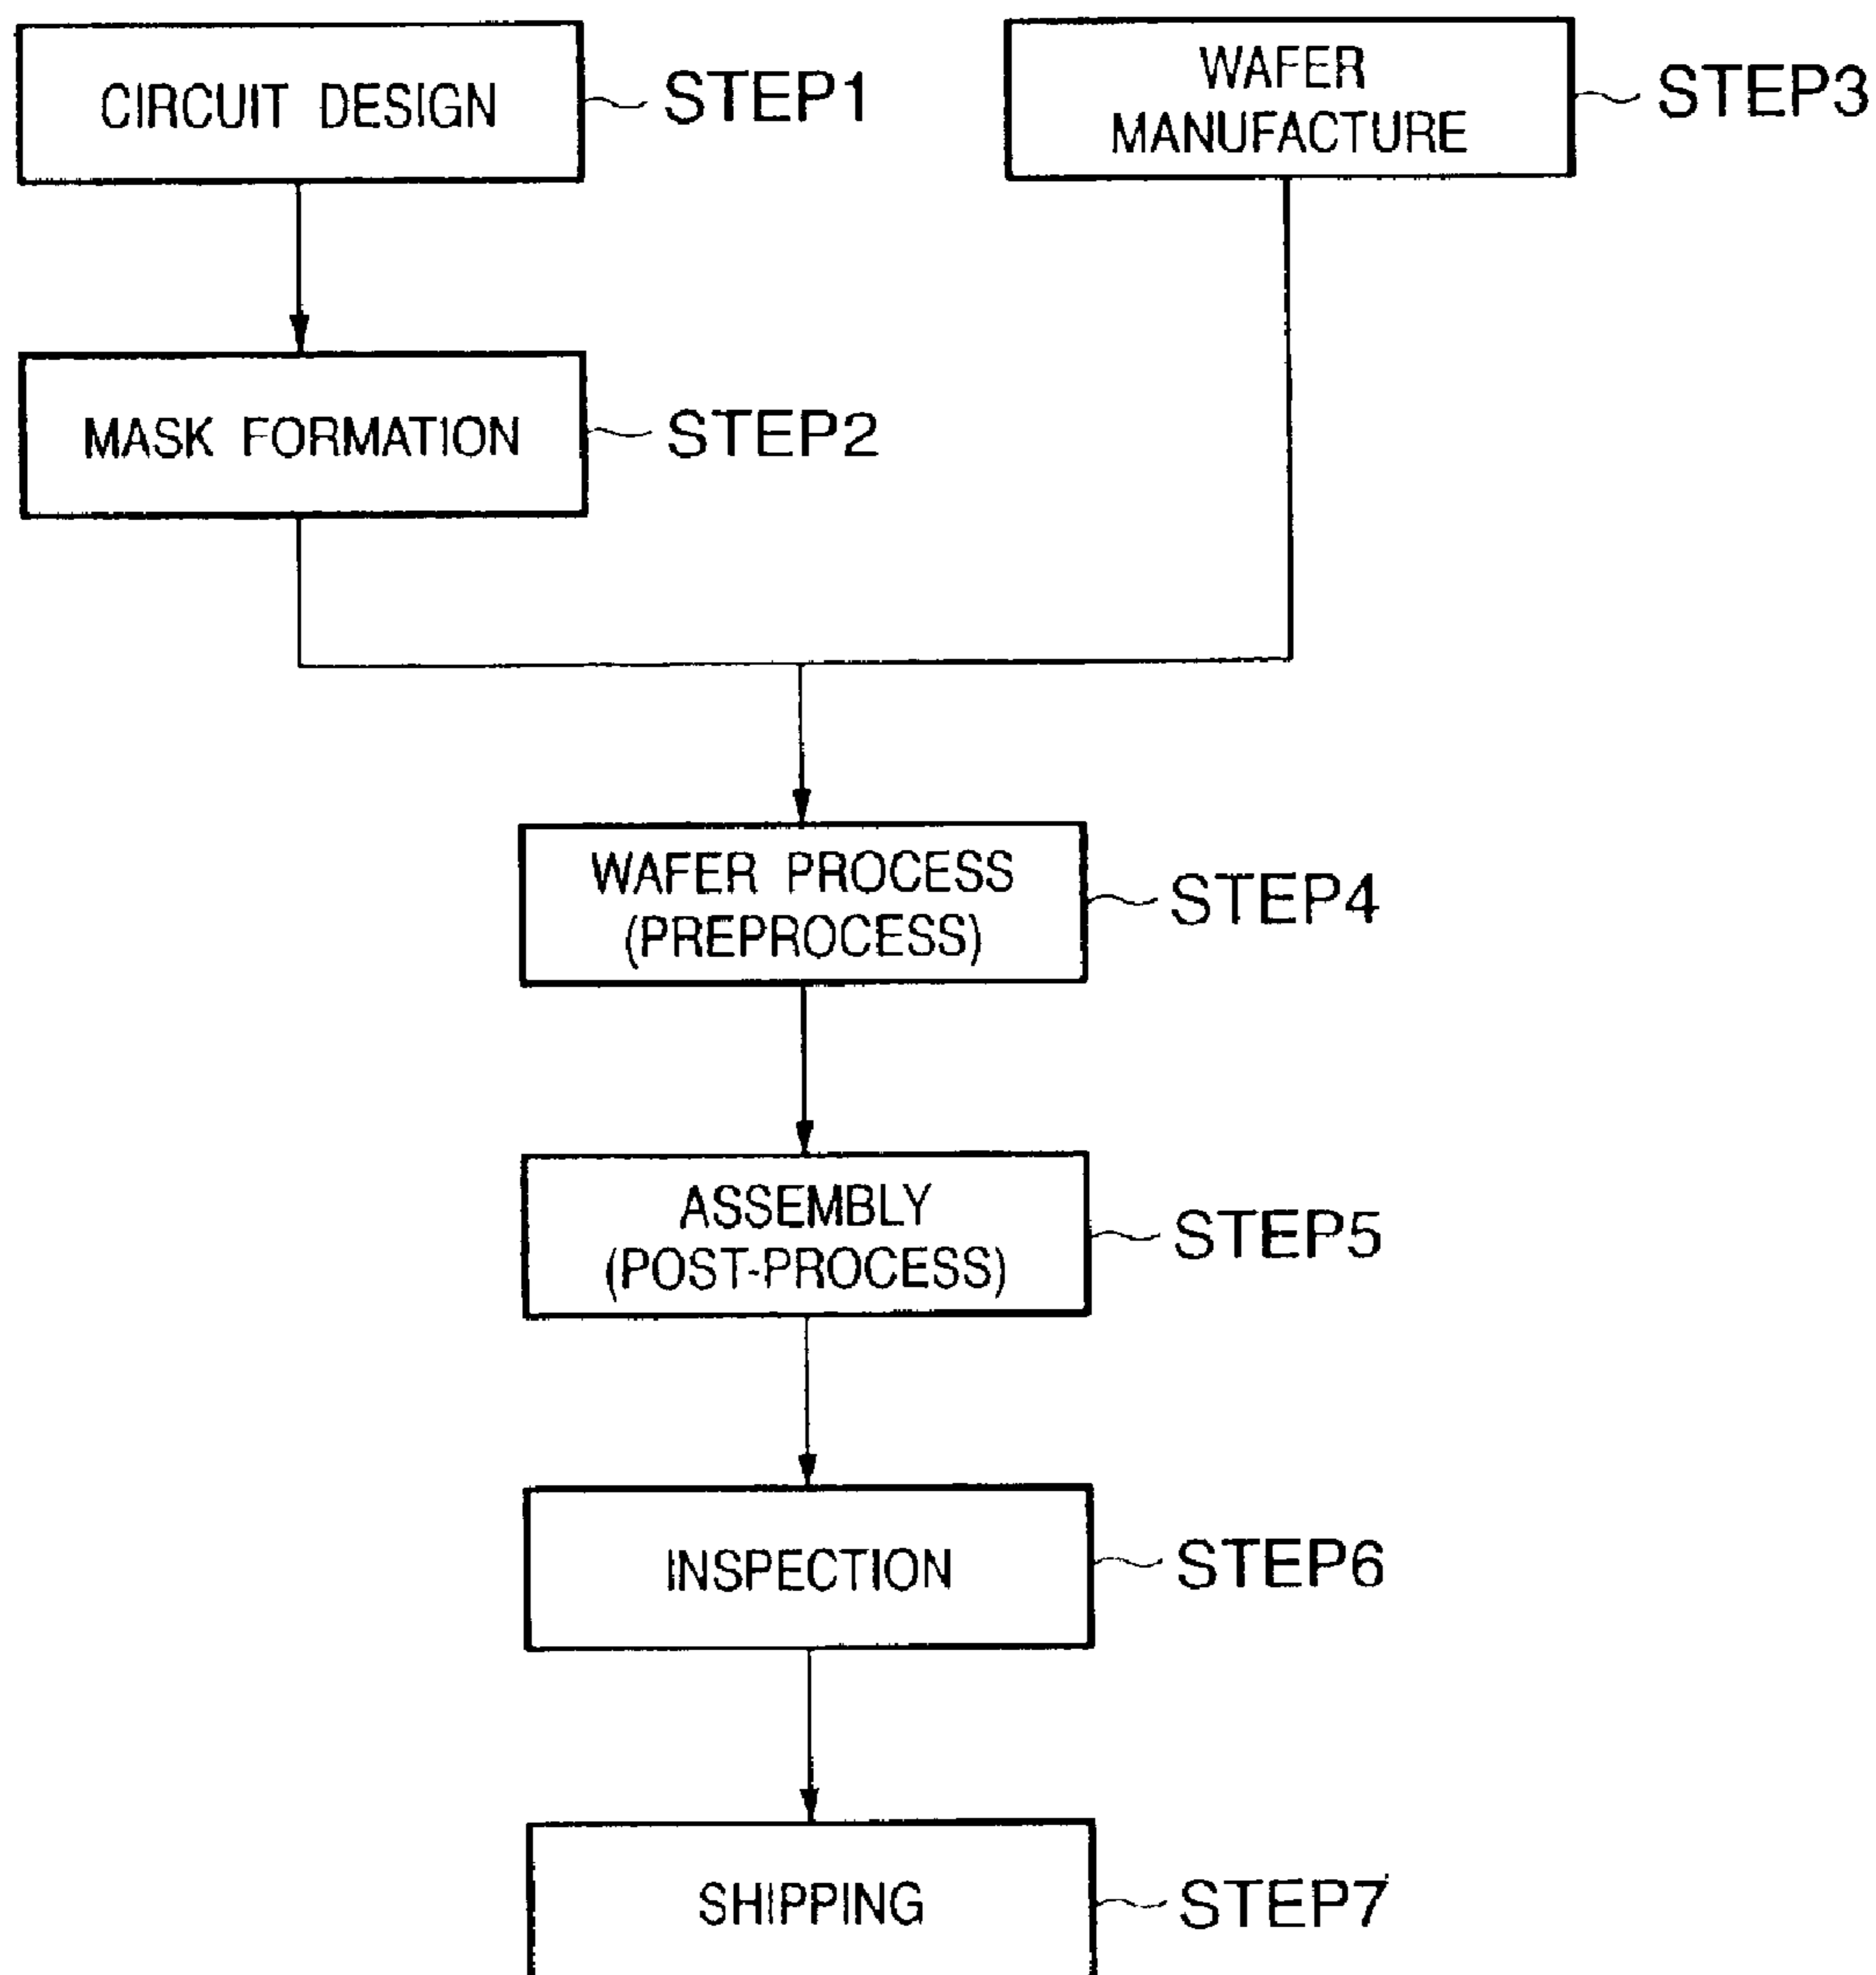 CIRCUIT DESIGN
STEP1
WAFER
MANUFACTURE
STEP3
MASK FORMATION
STEP2
WAFER PROCESS
(PREPROCESS)
STEP4
ASSEMBLY
(POST-PROCESS)
STEP5
INSPECTION
STEP6
SHIPPING
STEP7